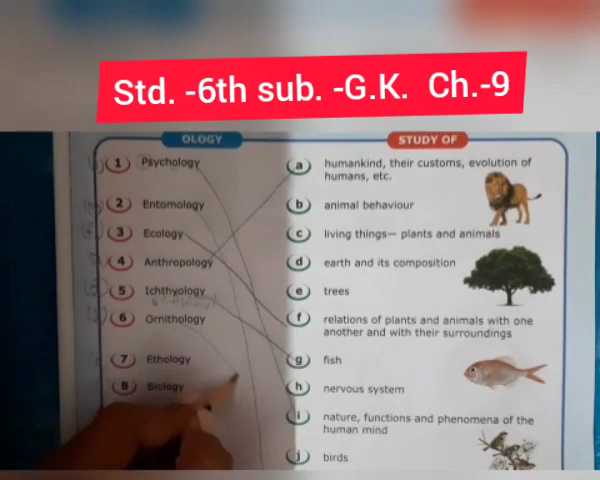 Std. -6th sub. -G.K. Ch.-9
OLOGY
STUDY OF
1 Psychology
a humankind, their customs, evolution of
humans, etc.
2 Entomology
b animal behaviour
3 Ecology
c living things— plants and animals
4 Anthropology
d earth and its composition
5 Ichthyology
e trees
6 Ornithology
f relations of plants and animals with one
another and with their surroundings
7 Ethology
g fish
8 Biology
h nervous system
i nature, functions and phenomena of the
human mind
j birds